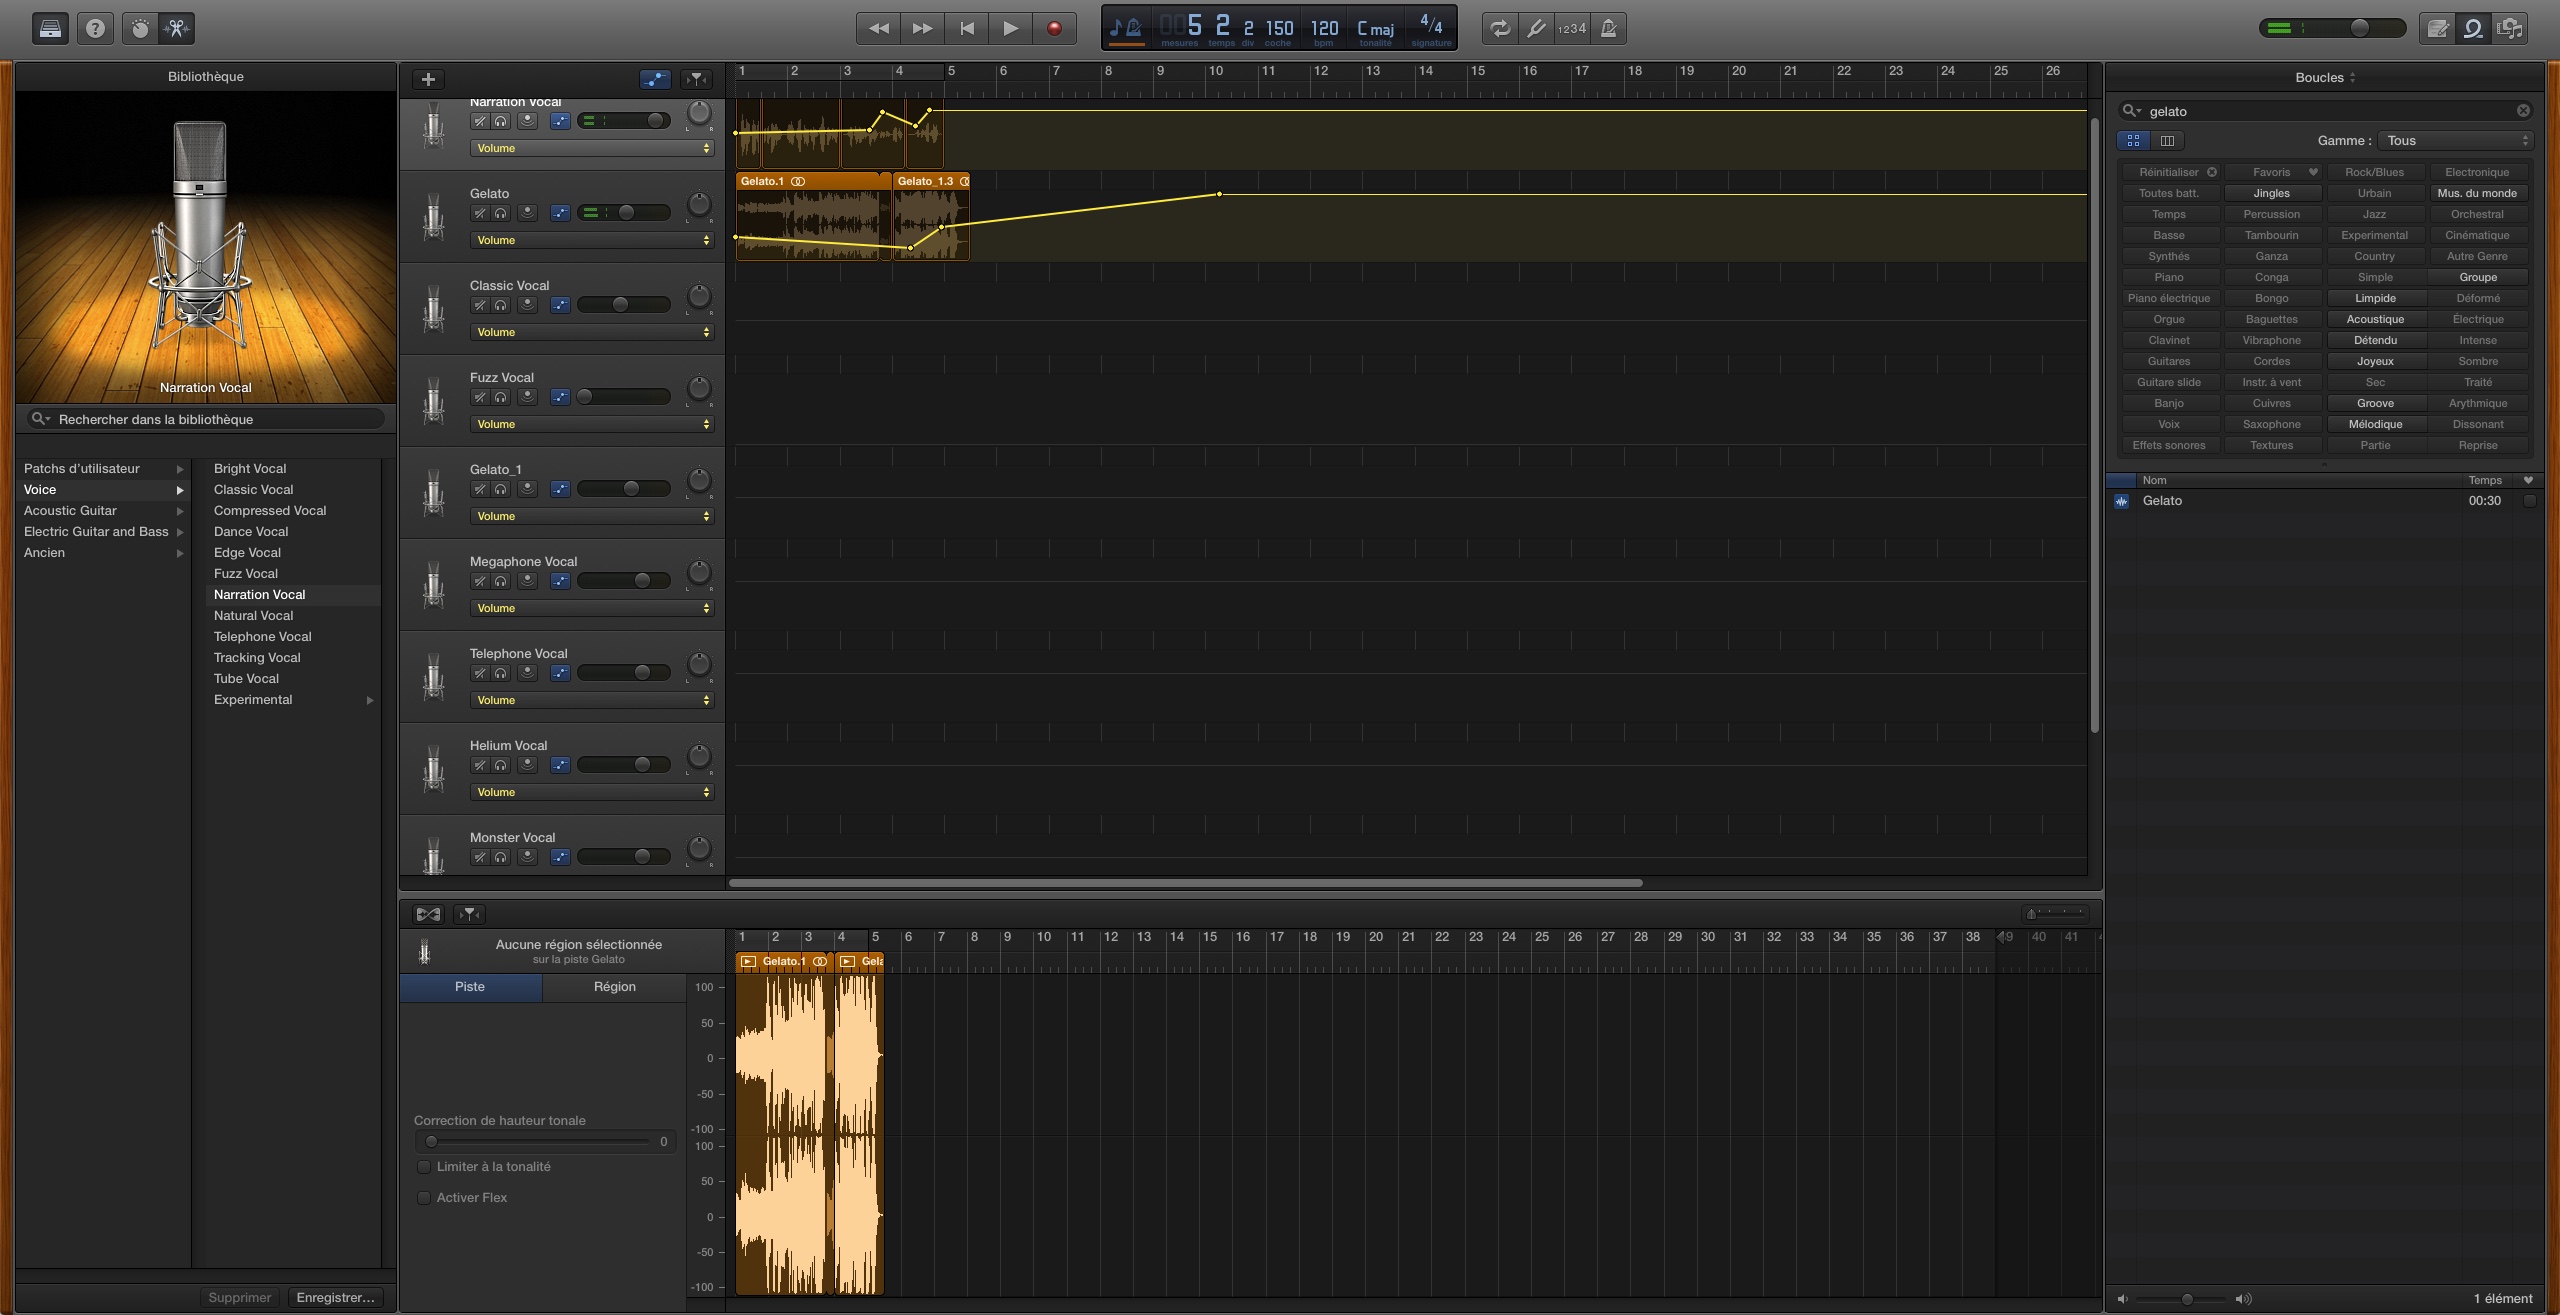 1234
005 2 2 150 120 C maj 4/4
mesures temps div coche bpm tonalité signature
Bibliothèque
Narration Vocal
Rechercher dans la bibliothèque
Patchs d’utilisateur
Voice
Acoustic Guitar
Electric Guitar and Bass
Ancien
Bright Vocal
Classic Vocal
Compressed Vocal
Dance Vocal
Edge Vocal
Fuzz Vocal
Narration Vocal
Natural Vocal
Telephone Vocal
Tracking Vocal
Tube Vocal
Experimental
Supprimer Enregistrer...
1 2 3 4 5 6 7 8 9 10 11 12 13 14 15 16 17 18 19 20 21 22 23 24 25 26
Narration Vocal
L R
Volume
Gelato
L R
Volume
Gelato.1 Gelato_1.3
Classic Vocal
L R
Volume
Fuzz Vocal
L R
Volume
Gelato_1
L R
Volume
Megaphone Vocal
L R
Volume
Telephone Vocal
L R
Volume
Helium Vocal
L R
Volume
Monster Vocal
L R
Aucune région sélectionnée
sur la piste Gelato
Piste Région
Correction de hauteur tonale
0
Limiter à la tonalité
Activer Flex
1 2 3 4 5 6 7 8 9 10 11 12 13 14 15 16 17 18 19 20 21 22 23 24 25 26 27 28 29 30 31 32 33 34 35 36 37 38 39 40 41
Gelato.1 Gela
100
50
0
-50
-100
100
50
0
-50
-100
Boucles
gelato
Gamme : Tous
Réinitialiser Favoris Rock/Blues Electronique
Toutes batt. Jingles Urbain Mus. du monde
Temps Percussion Jazz Orchestral
Basse Tambourin Experimental Cinématique
Synthés Ganza Country Autre Genre
Piano Conga Simple Groupe
Piano électrique Bongo Limpide Déformé
Orgue Baguettes Acoustique Électrique
Clavinet Vibraphone Détendu Intense
Guitares Cordes Joyeux Sombre
Guitare slide Instr. à vent Sec Traité
Banjo Cuivres Groove Arythmique
Voix Saxophone Mélodique Dissonant
Effets sonores Textures Partie Reprise
Nom Temps
Gelato 00:30
1 élément